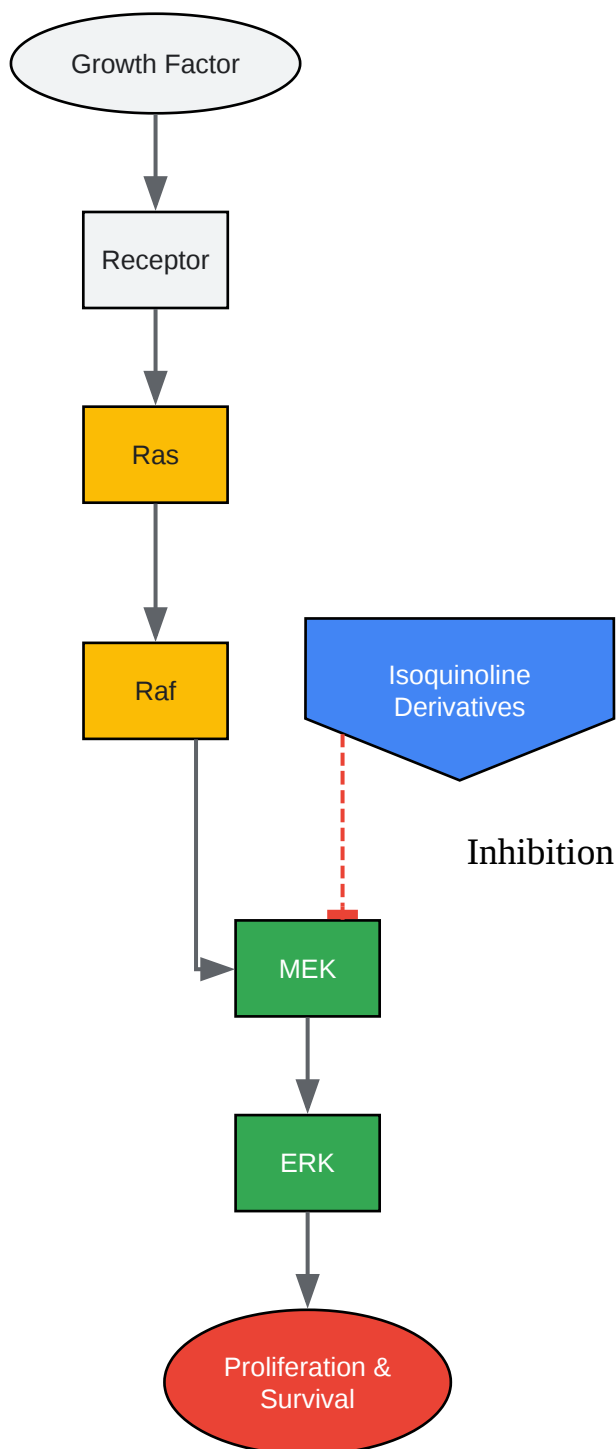 Growth Factor
Receptor
Ras
Raf
Isoquinoline
Derivatives
Inhibition
MEK
ERK
Proliferation &
Survival